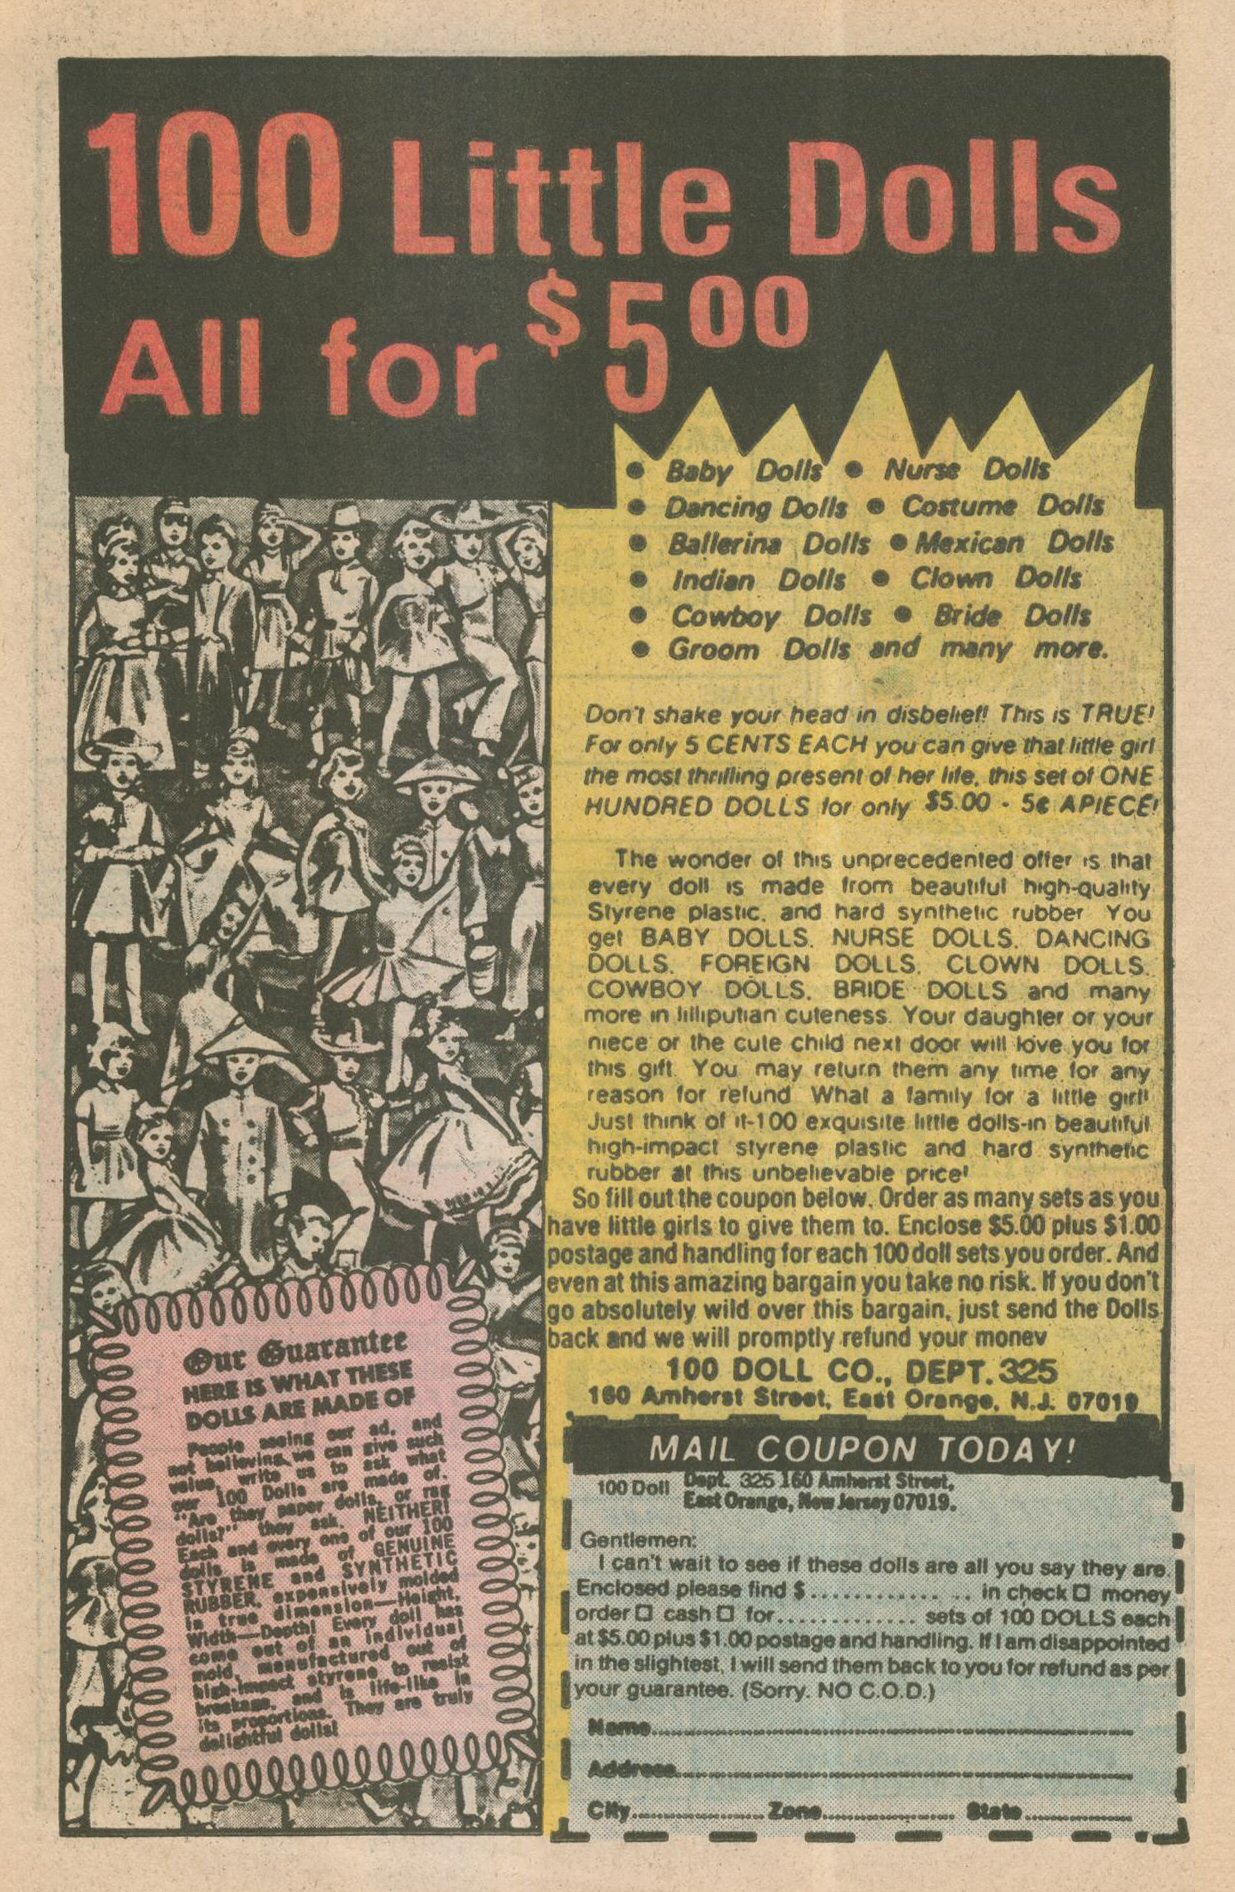 100 Little Dolls
All for $5.00
• Baby Dolls • Nurse Dolls
• Dancing Dolls • Costume Dolls
• Ballerina Dolls • Mexican Dolls
• Indian Dolls • Clown Dolls
• Cowboy Dolls • Bride Dolls
• Groom Dolls and many more.
Don't shake your head in disbelief! This is TRUE!
For only 5 CENTS EACH you can give that little girl
the most thrilling present of her life, this set of ONE
HUNDRED DOLLS for only $5.00 - 5¢ APIECE!
The wonder of this unprecedented offer is that
every doll is made from beautiful high-quality
Styrene plastic, and hard synthetic rubber. You
get BABY DOLLS, NURSE DOLLS, DANCING
DOLLS, FOREIGN DOLLS, CLOWN DOLLS,
COWBOY DOLLS, BRIDE DOLLS and many
more in lilliputian cuteness. Your daughter or your
niece or the cute child next door will love you for
this gift. You may return them any time for any
reason for refund. What a family for a little girl!
Just think of it-100 exquisite little dolls-in beautiful
high-impact styrene plastic and hard synthetic
rubber at this unbelievable price!
So fill out the coupon below. Order as many sets as you
have little girls to give them to. Enclose $5.00 plus $1.00
postage and handling for each 100 doll sets you order. And
even at this amazing bargain you take no risk. If you don't
go absolutely wild over this bargain, just send the Dolls
back and we will promptly refund your money
100 DOLL CO., DEPT. 325
160 Amherst Street, East Orange, N.J. 07019
Our Guarantee
HERE IS WHAT THESE
DOLLS ARE MADE OF
People seeing our ad, and
not believing we can give such
value, write us to ask what
our 100 Dolls are made of.
"Are they paper dolls, or rag
dolls?" they ask. NEITHER!
Each and every one of our 100
dolls is made of GENUINE
STYRENE and SYNTHETIC
RUBBER, expensively molded
in true dimension—Height,
Width—Depth! Every doll has
come out of an individual
mold, manufactured out of
high-impact styrene to resist
breakage, and is life-like in
its proportions. They are truly
delightful dolls!
MAIL COUPON TODAY!
100 Doll Dept. 325 160 Amherst Street,
East Orange, New Jersey 07019.
Gentlemen:
I can't wait to see if these dolls are all you say they are.
Enclosed please find $ .............. in check ☐ money
order ☐ cash ☐ for ............. sets of 100 DOLLS each
at $5.00 plus $1.00 postage and handling. If I am disappointed
in the slightest, I will send them back to you for refund as per
your guarantee. (Sorry. NO C.O.D.)
Name..............................
Address..............................
City.............. Zone.............. State..............